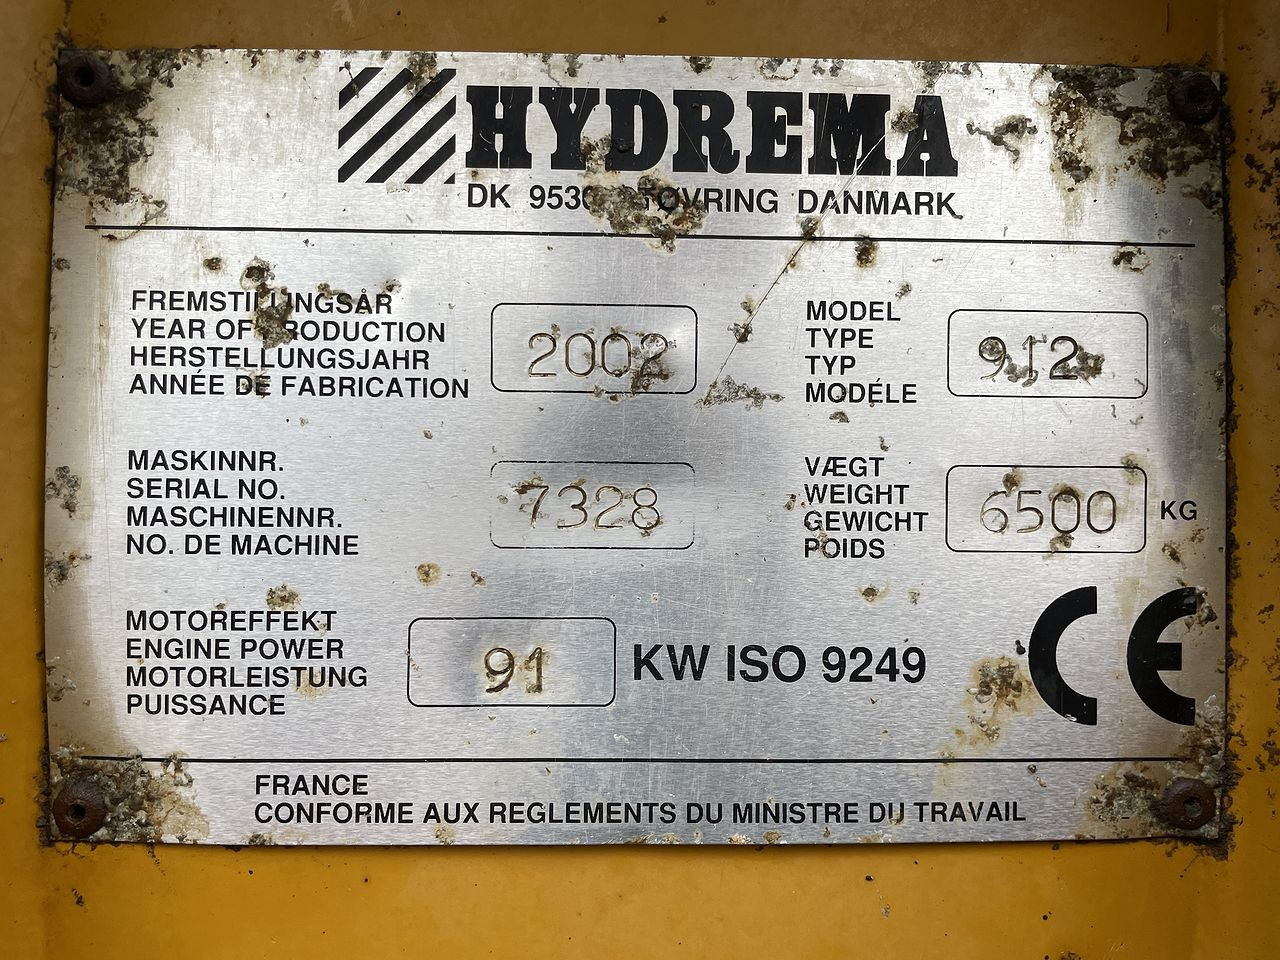 HYDREMA
DK 9530 STØVRING DANMARK
FREMSTILLINGSÅR
YEAR OF PRODUCTION
HERSTELLUNGSJAHR
ANNÉE DE FABRICATION
2002
MODEL
TYPE
TYP
MODÉLE
912
MASKINNR.
SERIAL NO.
MASCHINENNR.
NO. DE MACHINE
7328
VÆGT
WEIGHT
GEWICHT
POIDS
6500 KG
MOTOREFFEKT
ENGINE POWER
MOTORLEISTUNG
PUISSANCE
91 KW ISO 9249
CE
FRANCE
CONFORME AUX REGLEMENTS DU MINISTRE DU TRAVAIL